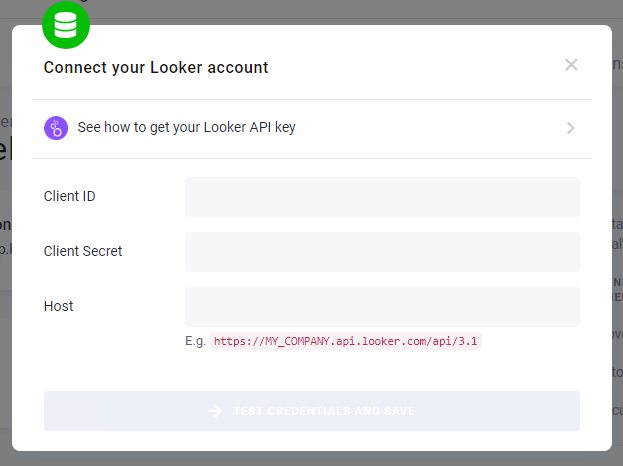 Connect your Looker account
See how to get your Looker API key
Client ID
Client Secret
Host
E.g. https://MY_COMPANY.api.looker.com/api/3.1
TEST CREDENTIALS AND SAVE